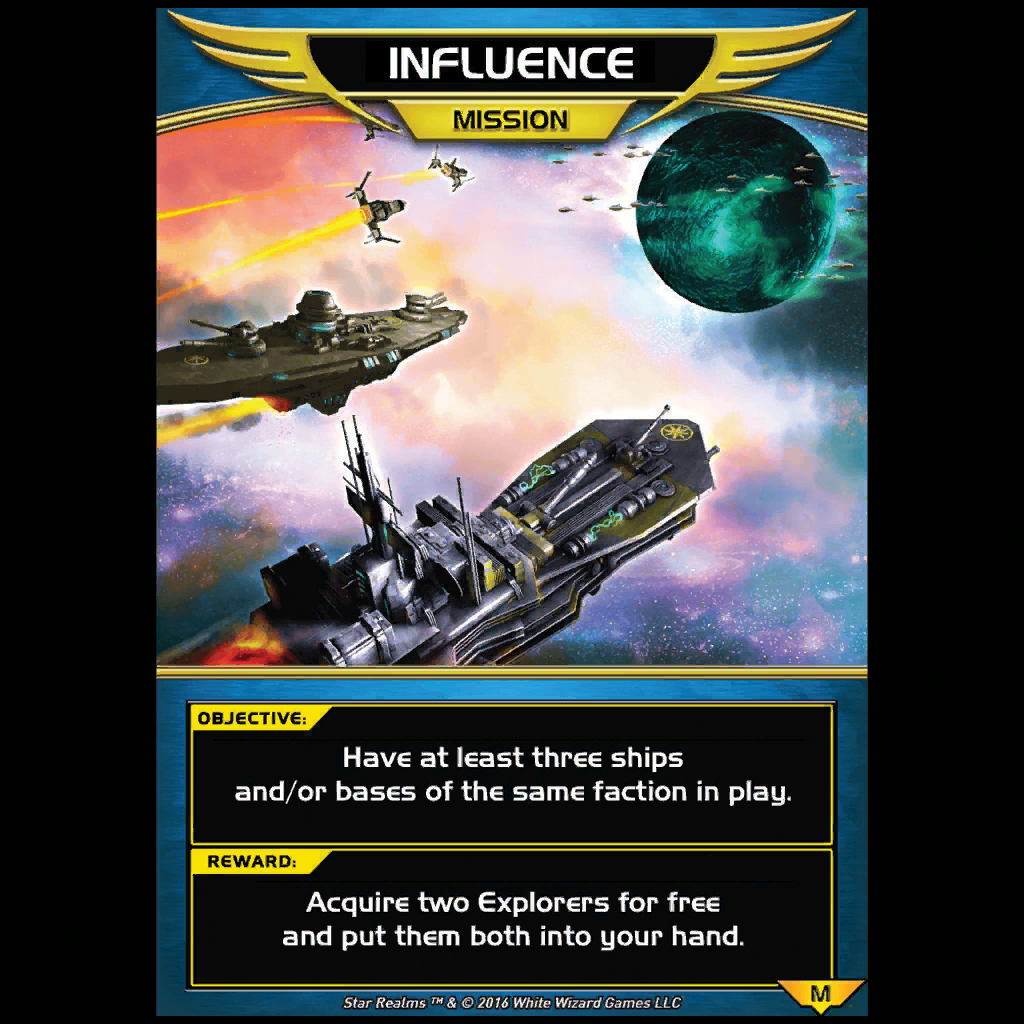 INFLUENCE
MISSION
OBJECTIVE:
Have at least three ships
and/or bases of the same faction in play.
REWARD:
Acquire two Explorers for free
and put them both into your hand.
M
Star Realms ™ & © 2016 White Wizard Games LLC